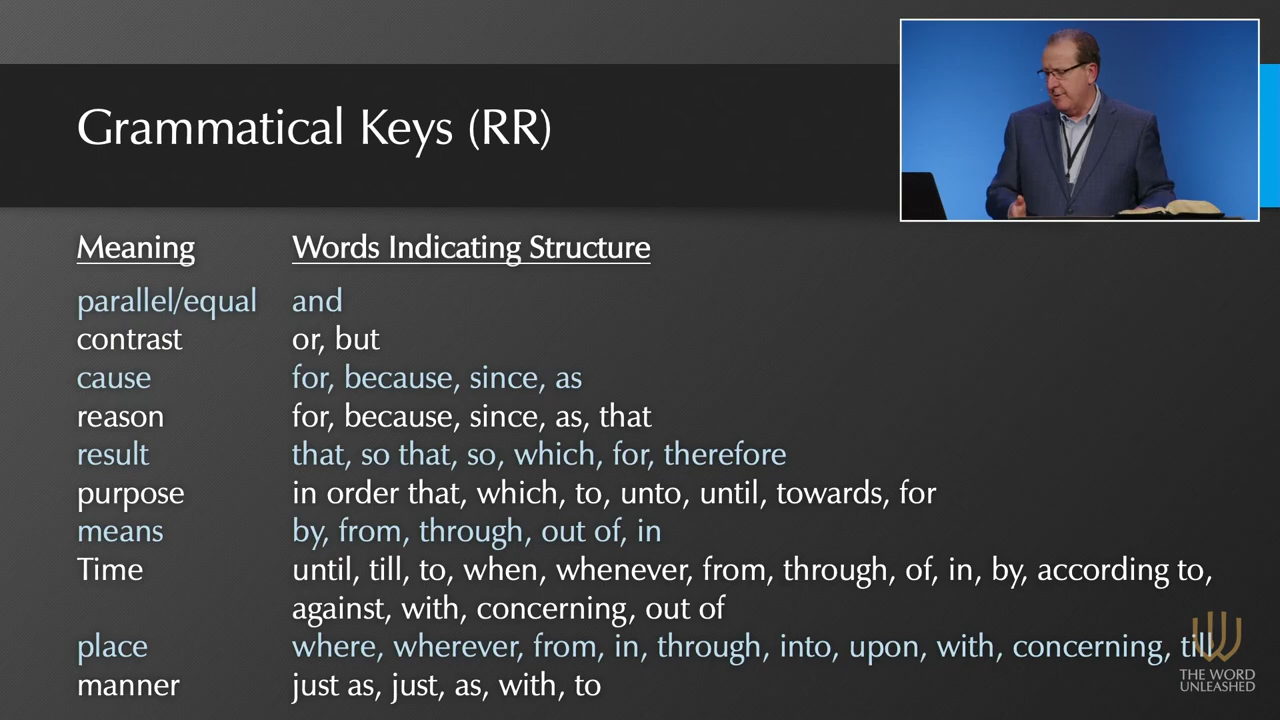 Grammatical Keys (RR)
Meaning Words Indicating Structure
parallel/equal and
contrast or, but
cause for, because, since, as
reason for, because, since, as, that
result that, so that, so, which, for, therefore
purpose in order that, which, to, unto, until, towards, for
means by, from, through, out of, in
Time until, till, to, when, whenever, from, through, of, in, by, according to,
against, with, concerning, out of
place where, wherever, from, in, through, into, upon, with, concerning, till
manner just as, just, as, with, to
THE WORD
UNLEASHED